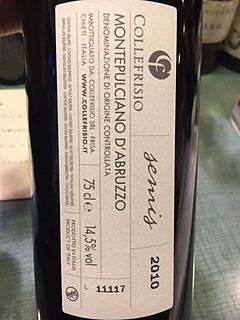 COLLEFRISIO
CF
semis
2010
MONTEPULCIANO D'ABRUZZO
DENOMINAZIONE DI ORIGINE CONTROLLATA
IMBOTTIGLIATO DA: COLLEFRISIO SRL · FRISA
CHIETI · ITALIA · WWW.COLLEFRISIO.IT
75 cl e 14,5% vol
L 11117
PRODOTTO IN ITALIA
PRODUCT OF ITALY